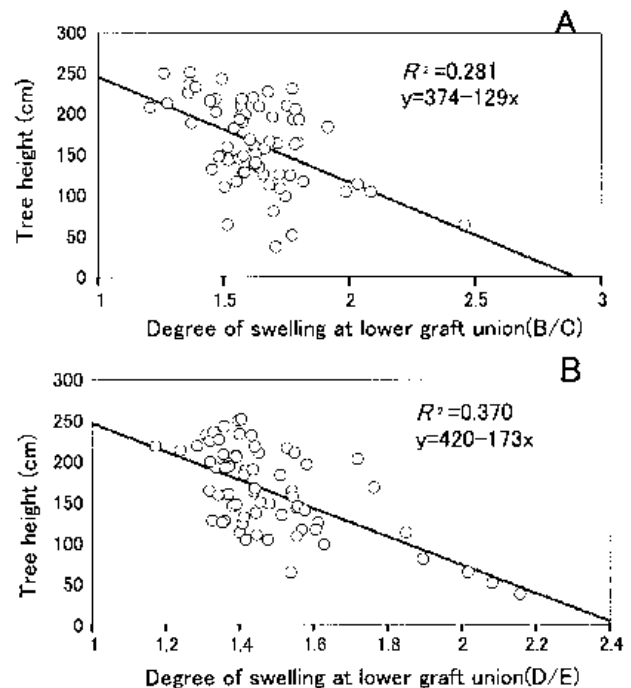 A
300
250
200
150
100
50
0
Tree height (cm)
R²=0.281
y=374-129x
1 1.5 2 2.5 3
Degree of swelling at lower graft union(B/C)
B
300
250
200
150
100
50
0
Tree height (cm)
R²=0.370
y=420-173x
1 1.2 1.4 1.6 1.8 2 2.2 2.4
Degree of swelling at lower graft union(D/E)